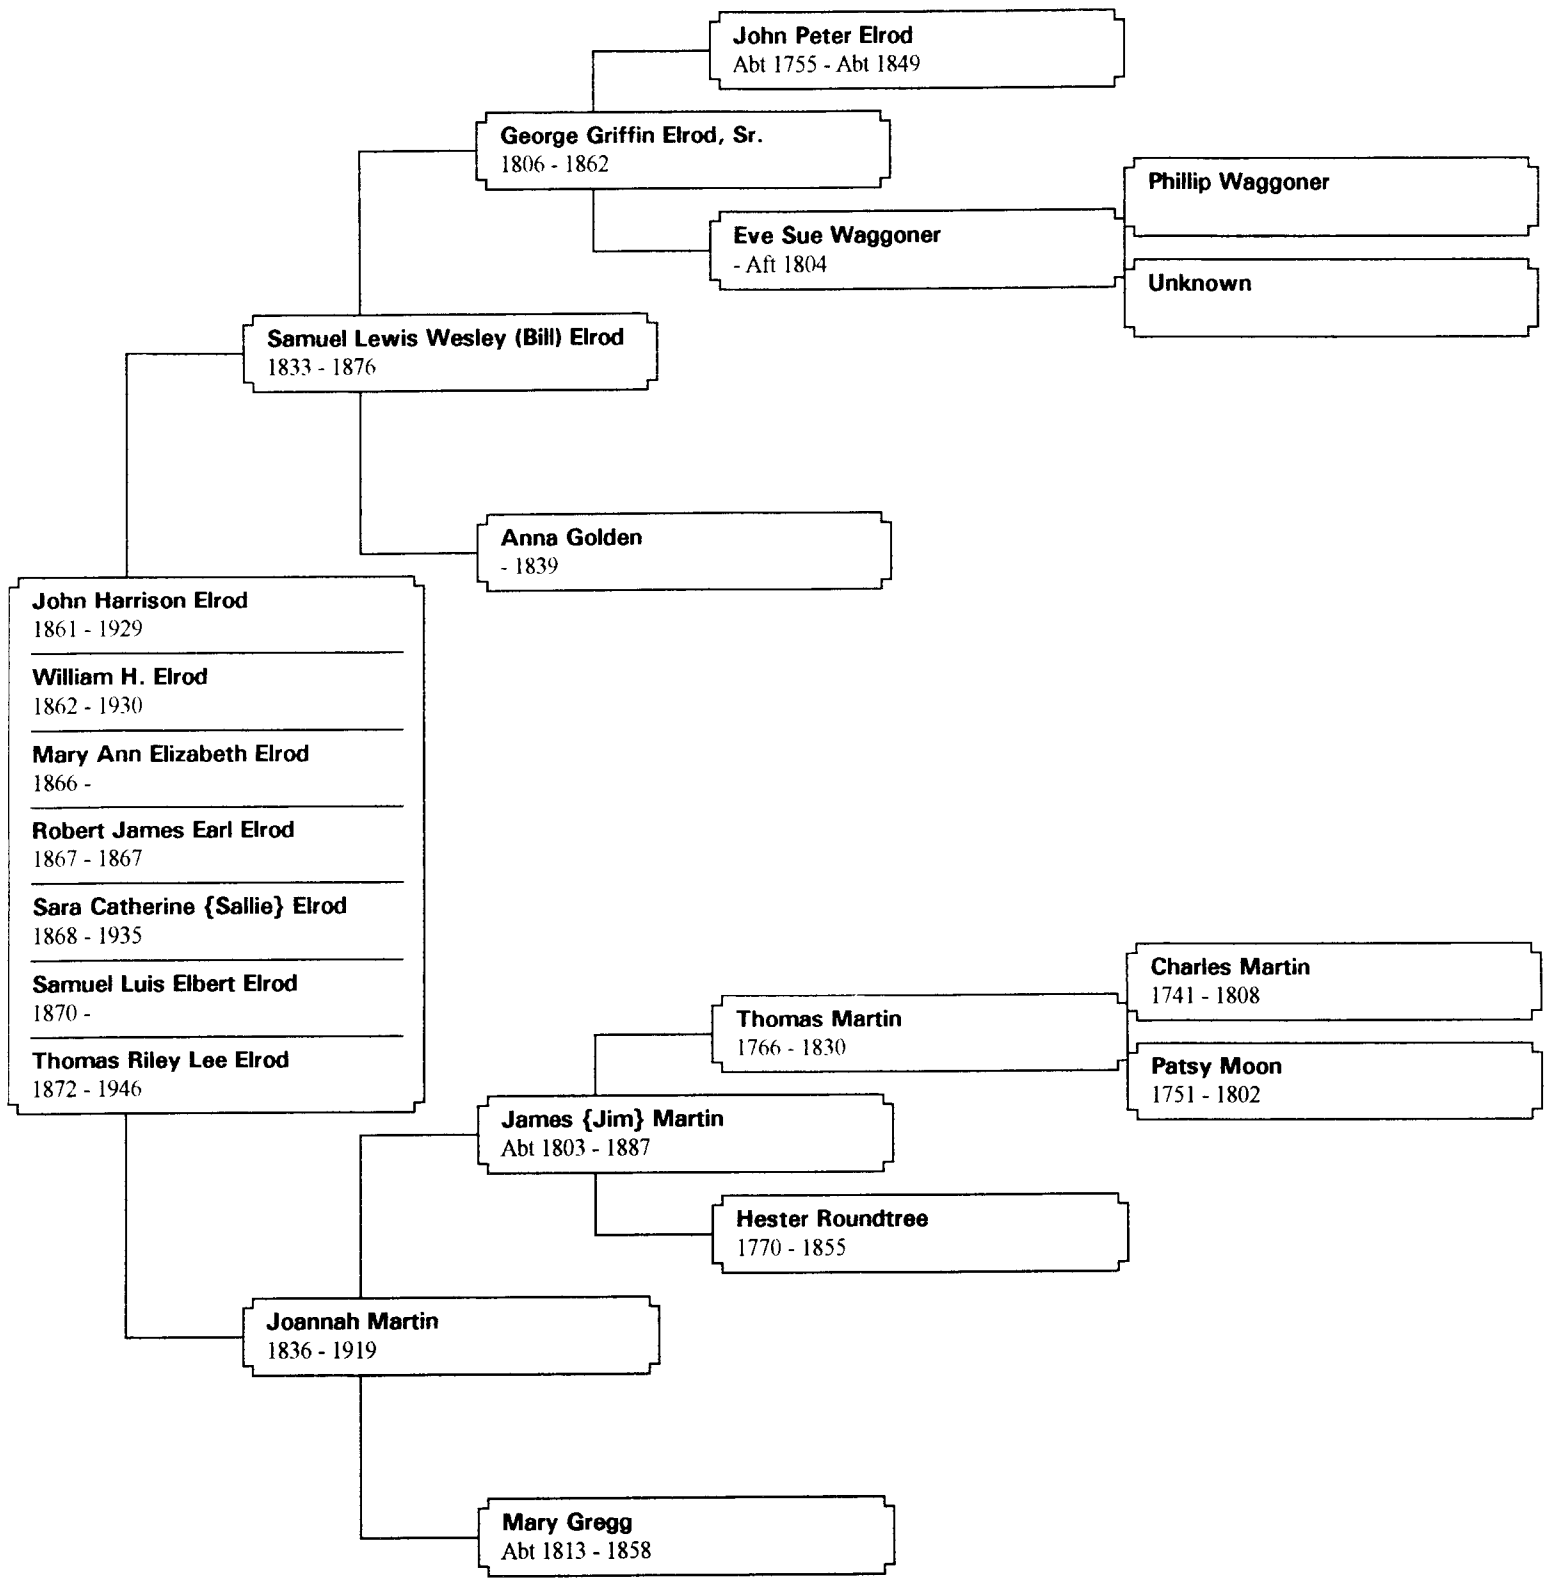 John Peter Elrod
Abt 1755 - Abt 1849
George Griffin Elrod, Sr.
1806 - 1862
Phillip Waggoner
Eve Sue Waggoner
- Aft 1804
Unknown
Samuel Lewis Wesley (Bill) Elrod
1833 - 1876
Anna Golden
- 1839
John Harrison Elrod
1861 - 1929
William H. Elrod
1862 - 1930
Mary Ann Elizabeth Elrod
1866 -
Robert James Earl Elrod
1867 - 1867
Sara Catherine {Sallie} Elrod
1868 - 1935
Samuel Luis Elbert Elrod
1870 -
Thomas Riley Lee Elrod
1872 - 1946
Charles Martin
1741 - 1808
Thomas Martin
1766 - 1830
Patsy Moon
1751 - 1802
James {Jim} Martin
Abt 1803 - 1887
Hester Roundtree
1770 - 1855
Joannah Martin
1836 - 1919
Mary Gregg
Abt 1813 - 1858